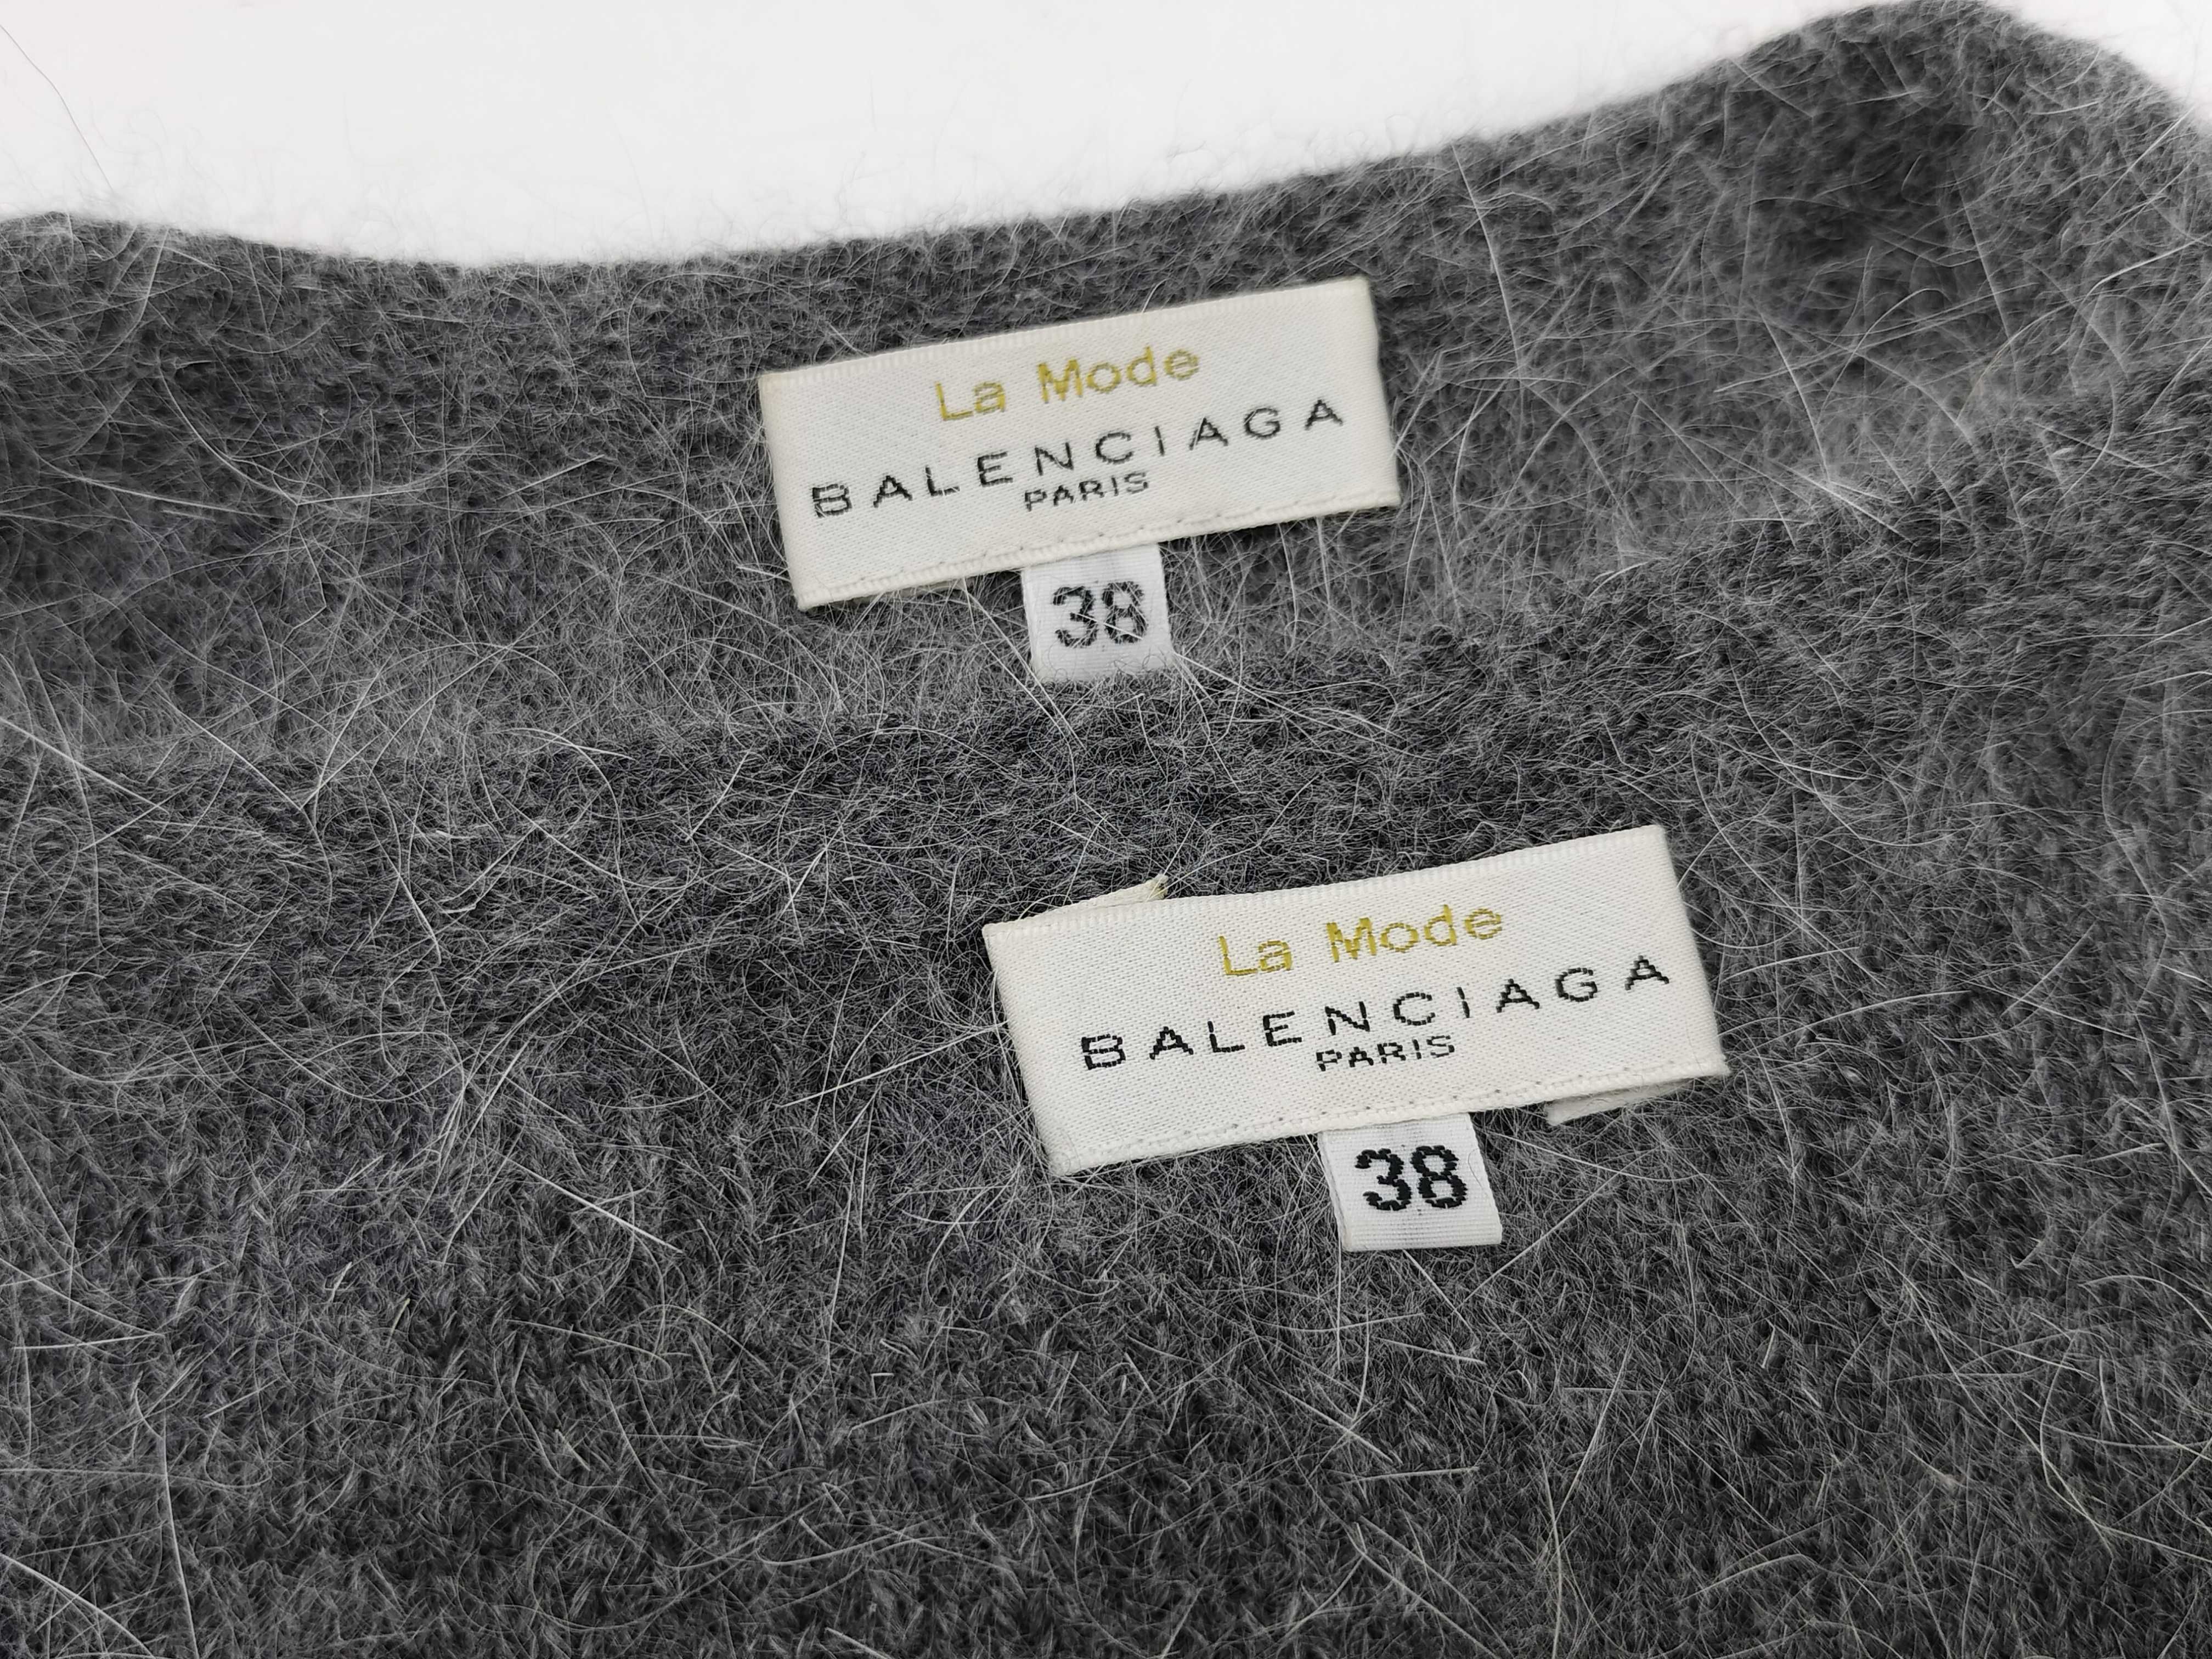 La Mode
BALENCIAGA
PARIS
38
La Mode
BALENCIAGA
PARIS
38